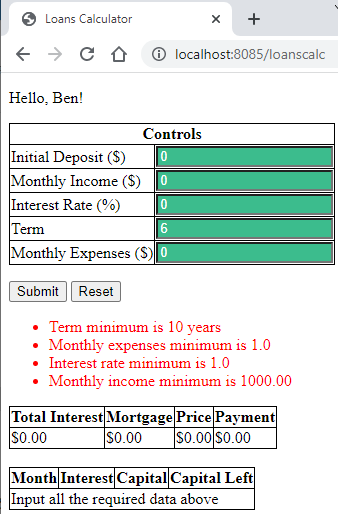 Loans Calculator
localhost:8085/loanscalc
Hello, Ben!
Controls
Initial Deposit ($) 0
Monthly Income ($) 0
Interest Rate (%) 0
Term 6
Monthly Expenses ($) 0
Submit Reset
• Term minimum is 10 years
• Monthly expenses minimum is 1.0
• Interest rate minimum is 1.0
• Monthly income minimum is 1000.00
Total Interest Mortgage Price Payment
$0.00 $0.00 $0.00 $0.00
Month Interest Capital Capital Left
Input all the required data above